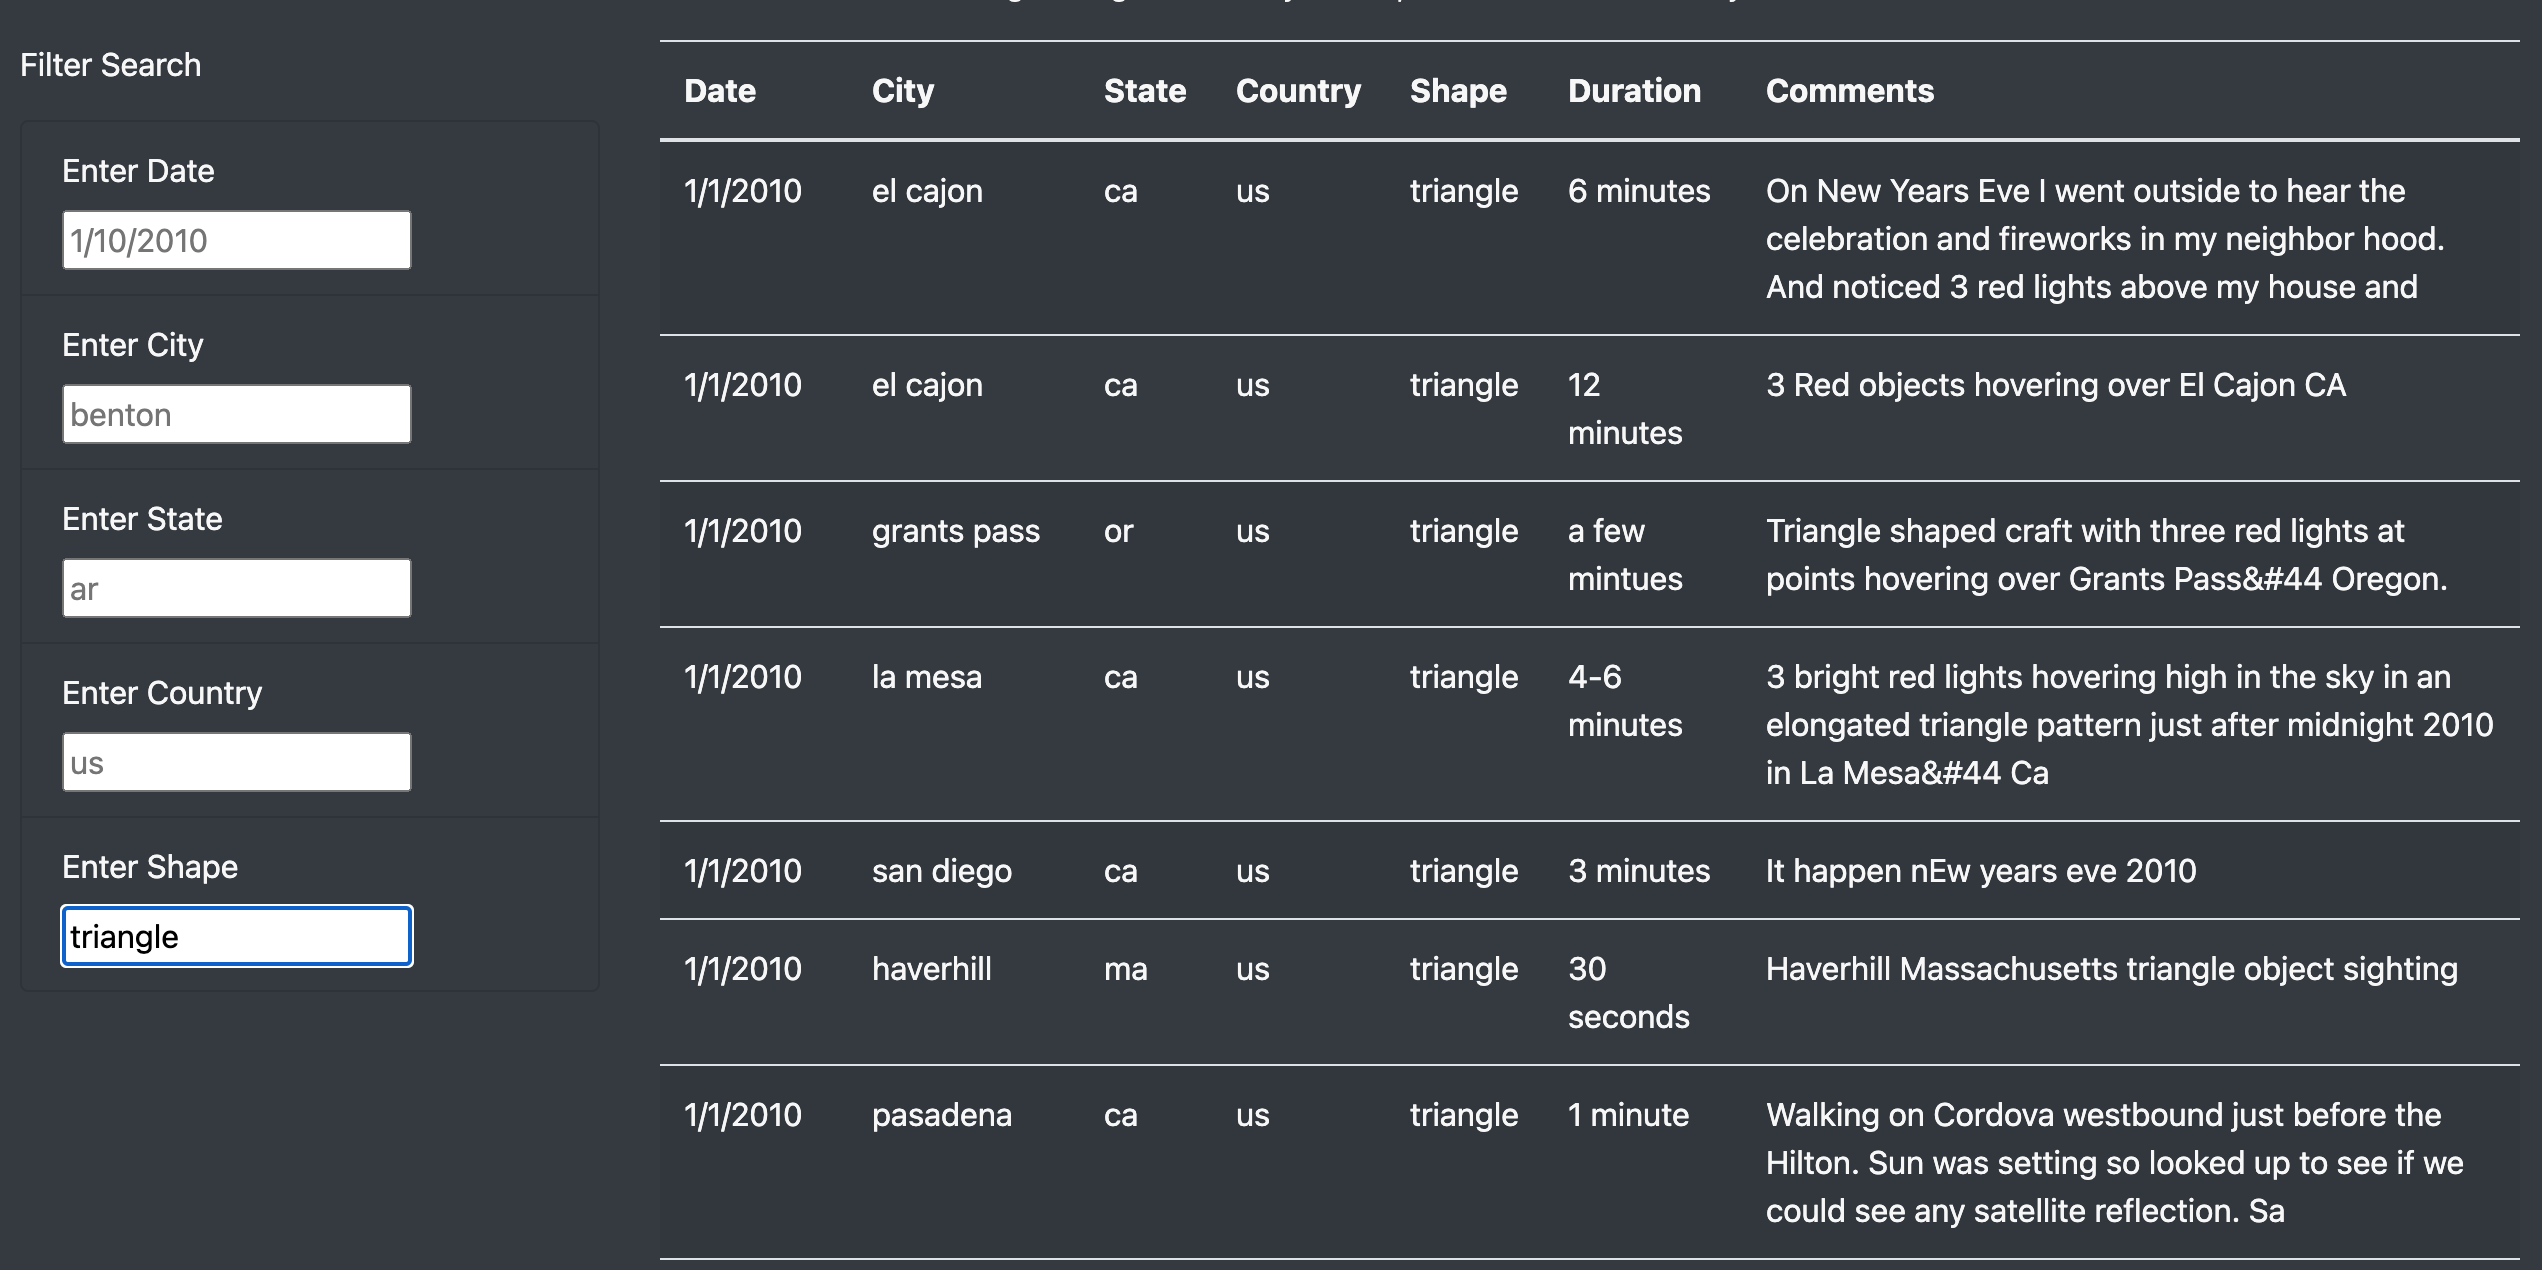 Filter Search
Enter Date
1/10/2010
Enter City
benton
Enter State
ar
Enter Country
us
Enter Shape
triangle
Date City State Country Shape Duration Comments
1/1/2010 el cajon ca us triangle 6 minutes On New Years Eve I went outside to hear the
celebration and fireworks in my neighbor hood.
And noticed 3 red lights above my house and
1/1/2010 el cajon ca us triangle 12 3 Red objects hovering over El Cajon CA
minutes
1/1/2010 grants pass or us triangle a few Triangle shaped craft with three red lights at
mintues points hovering over Grants Pass&#44 Oregon.
1/1/2010 la mesa ca us triangle 4-6 3 bright red lights hovering high in the sky in an
minutes elongated triangle pattern just after midnight 2010
in La Mesa&#44 Ca
1/1/2010 san diego ca us triangle 3 minutes It happen nEw years eve 2010
1/1/2010 haverhill ma us triangle 30 Haverhill Massachusetts triangle object sighting
seconds
1/1/2010 pasadena ca us triangle 1 minute Walking on Cordova westbound just before the
Hilton. Sun was setting so looked up to see if we
could see any satellite reflection. Sa